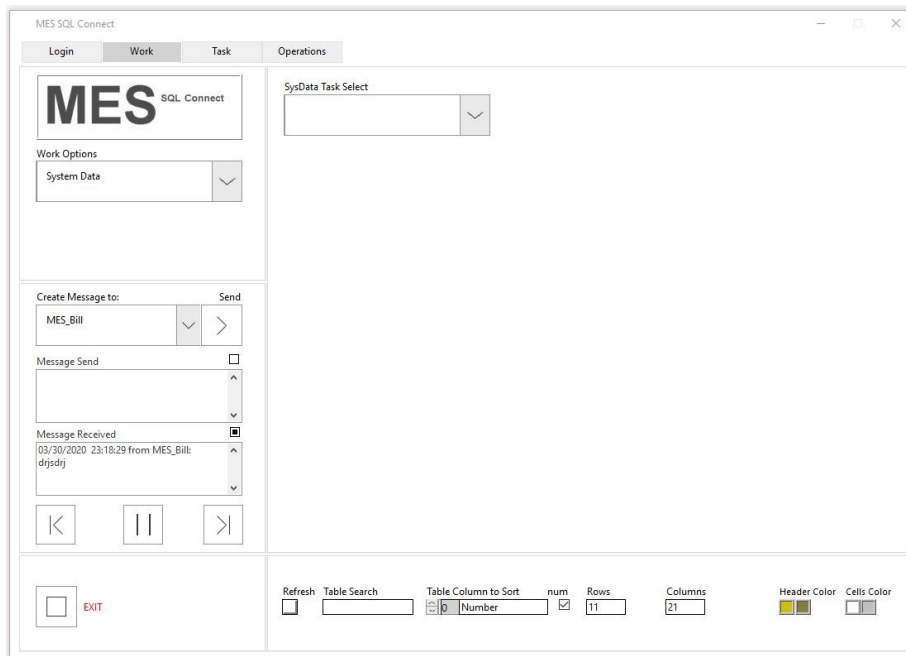 MES SQL Connect
Login Work Task Operations
MES SQL Connect
Work Options
System Data
SysData Task Select
Create Message to: Send
MES_Bill
Message Send
Message Received
03/30/2020 23:18:29 from MES_Bill:
drjsdrj
EXIT
Refresh Table Search Table Column to Sort num Rows Columns Header Color Cells Color
0 Number 11 21